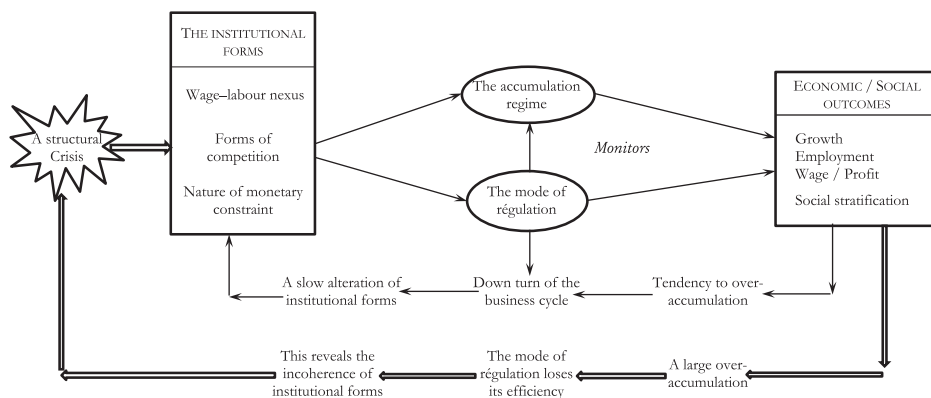 THE INSTITUTIONAL
FORMS
Wage–labour nexus
Forms of
competition
Nature of monetary
constraint
A structural
Crisis
The accumulation
regime
Monitors
The mode of
régulation
ECONOMIC / SOCIAL
OUTCOMES
Growth
Employment
Wage / Profit
Social stratification
A slow alteration of
institutional forms
Down turn of the
business cycle
Tendency to over-
accumulation
This reveals the
incoherence of
institutional forms
The mode of
régulation loses
its efficiency
A large over-
accumulation